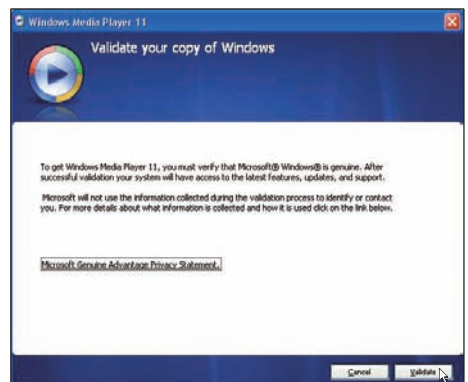 Windows Media Player 11
Validate your copy of Windows
To get Windows Media Player 11, you must verify that Microsoft® Windows® is genuine. After
successful validation your system will have access to the latest features, updates, and support.
Microsoft will not use the information collected during the validation process to identify or contact
you. For more details about what information is collected and how it is used click on the link below.
Microsoft Genuine Advantage Privacy Statement.
Cancel
Validate